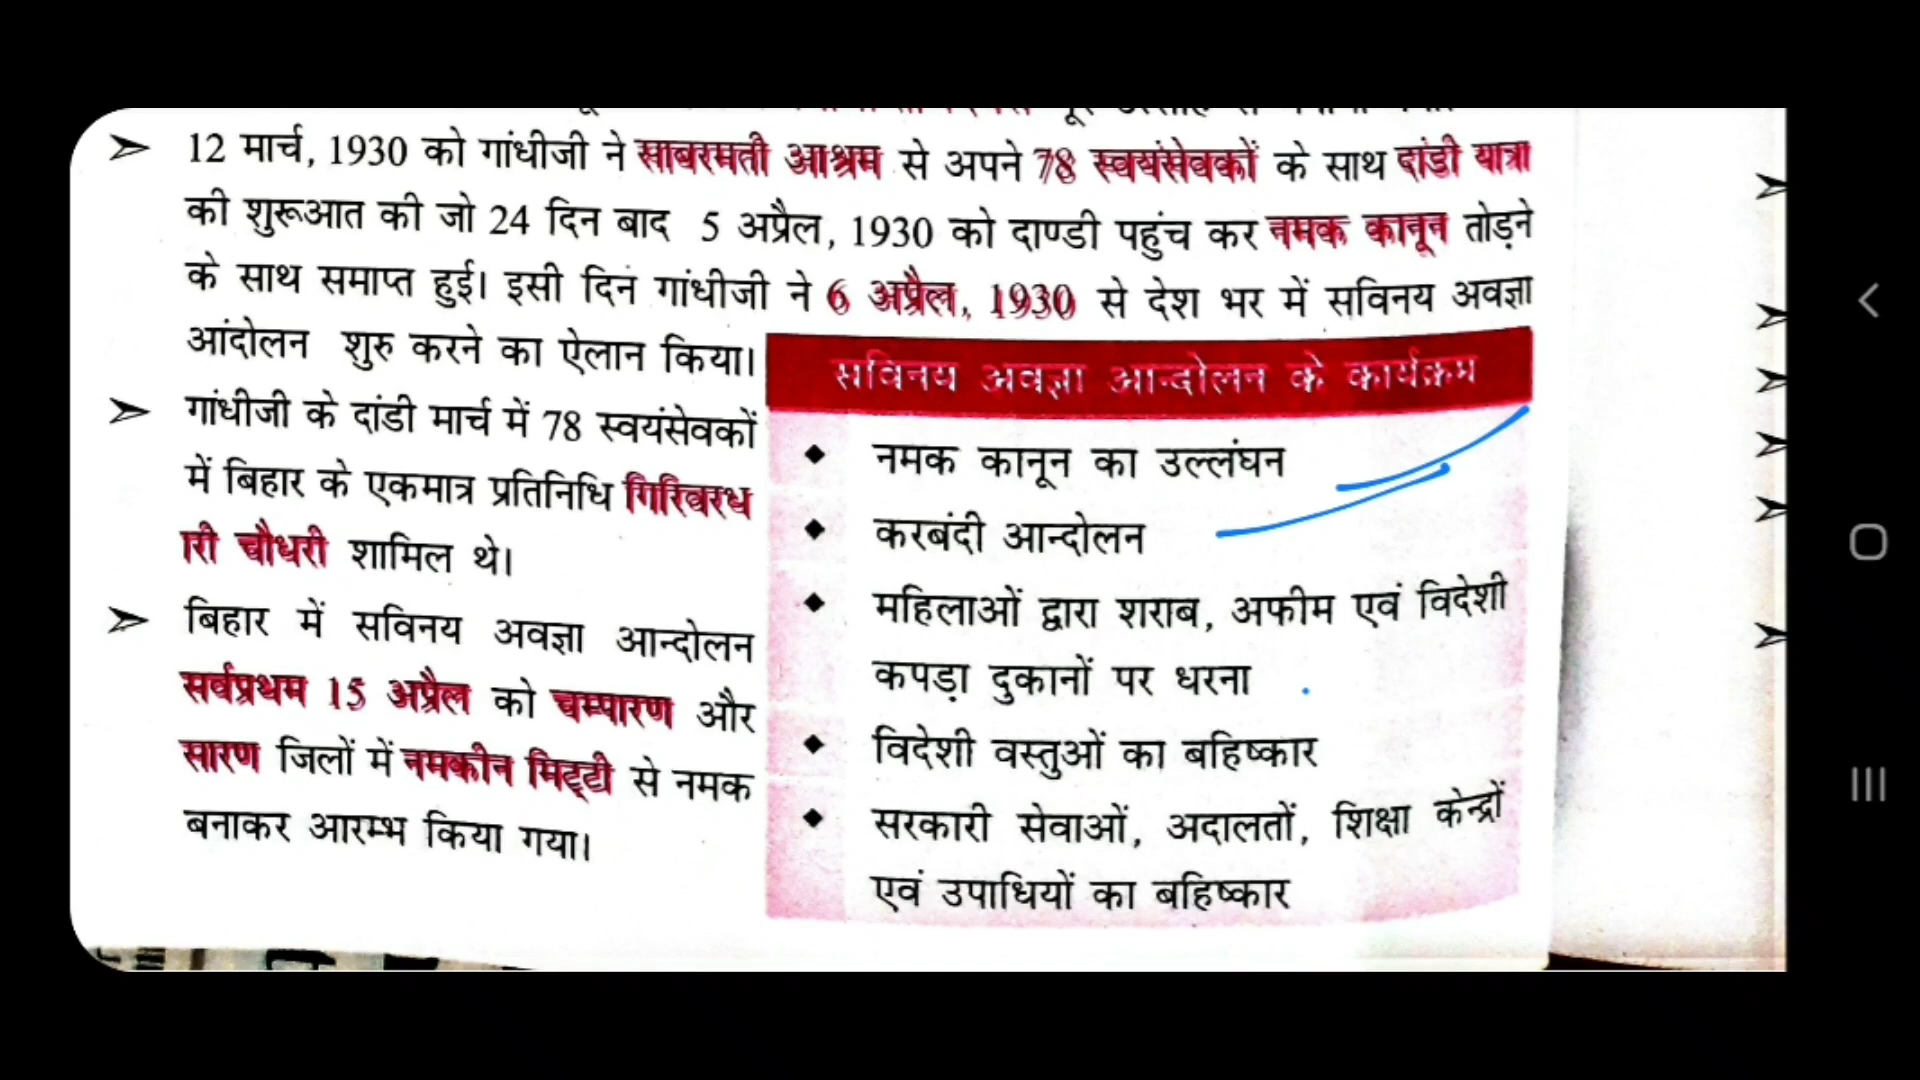 ➢ 12 मार्च, 1930 को गांधीजी ने साबरमती आश्रम से अपने 78 स्वयंसेवकों के साथ दांडी यात्रा
की शुरूआत की जो 24 दिन बाद 5 अप्रैल, 1930 को दाण्डी पहुंच कर नमक कानून तोड़ने
के साथ समाप्त हुई। इसी दिन गांधीजी ने 6 अप्रैल, 1930 से देश भर में सविनय अवज्ञा
आंदोलन शुरु करने का ऐलान किया।
➢ गांधीजी के दांडी मार्च में 78 स्वयंसेवकों
में बिहार के एकमात्र प्रतिनिधि गिरिवरध
ारी चौधरी शामिल थे।
➢ बिहार में सविनय अवज्ञा आन्दोलन
सर्वप्रथम 15 अप्रैल को चम्पारण और
सारण जिलों में नमकीन मिट्टी से नमक
बनाकर आरम्भ किया गया।
सविनय अवज्ञा आन्दोलन के कार्यक्रम
◆ नमक कानून का उल्लंघन
◆ करबंदी आन्दोलन
◆ महिलाओं द्वारा शराब, अफीम एवं विदेशी
कपड़ा दुकानों पर धरना
◆ विदेशी वस्तुओं का बहिष्कार
◆ सरकारी सेवाओं, अदालतों, शिक्षा केन्द्रों
एवं उपाधियों का बहिष्कार